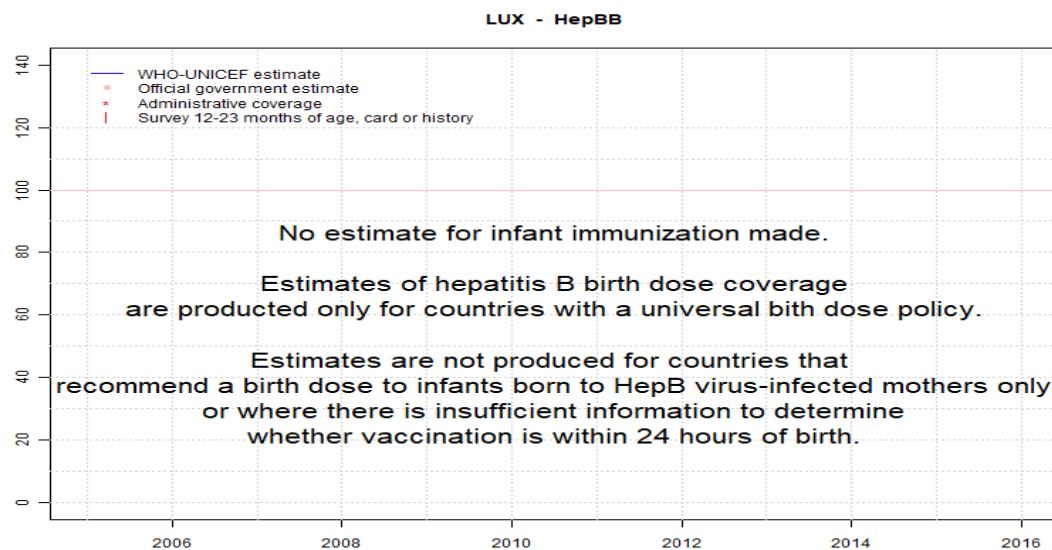 LUX - HepBB
140
120
100
80
60
40
20
0
WHO-UNICEF estimate
Official government estimate
Administrative coverage
Survey 12-23 months of age, card or history
No estimate for infant immunization made.
Estimates of hepatitis B birth dose coverage
are producted only for countries with a universal bith dose policy.
Estimates are not produced for countries that
recommend a birth dose to infants born to HepB virus-infected mothers only
or where there is insufficient information to determine
whether vaccination is within 24 hours of birth.
2006 2008 2010 2012 2014 2016